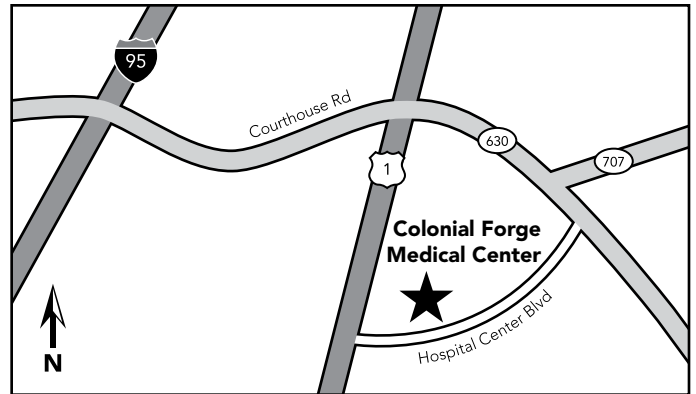 95
Courthouse Rd
630
707
1
Colonial Forge
Medical Center
Hospital Center Blvd
N